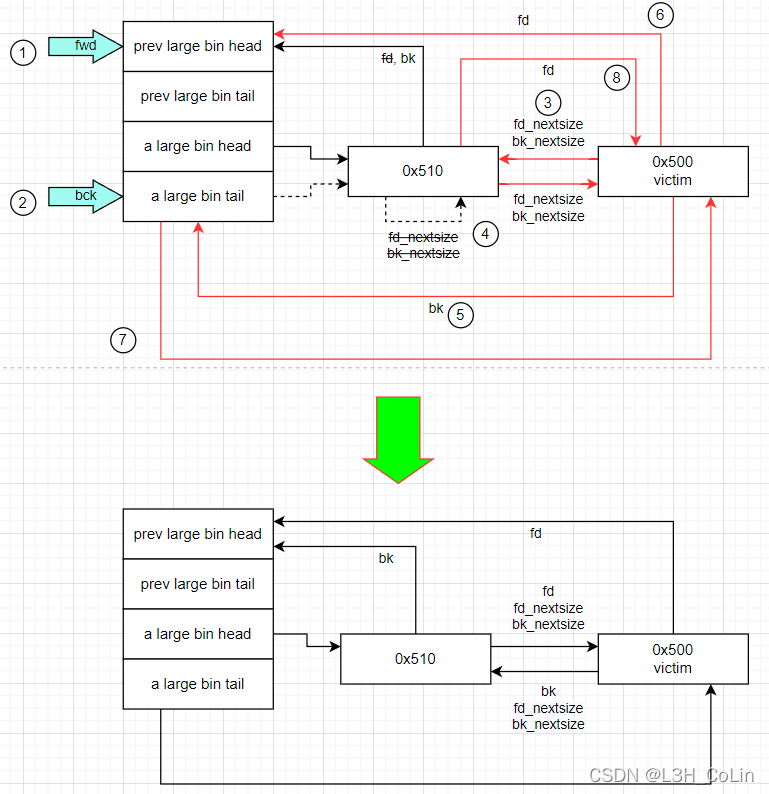 fd
6
1
fwd
prev large bin head
fd, bk
fd
8
prev large bin tail
3
fd_nextsize
bk_nextsize
a large bin head
0x510
0x500
victim
2
bck
a large bin tail
fd_nextsize
bk_nextsize
4
fd_nextsize
bk_nextsize
bk
5
7
prev large bin head
fd
bk
prev large bin tail
fd
fd_nextsize
bk_nextsize
a large bin head
0x510
0x500
victim
a large bin tail
bk
fd_nextsize
bk_nextsize
CSDN @L3H_CoLin